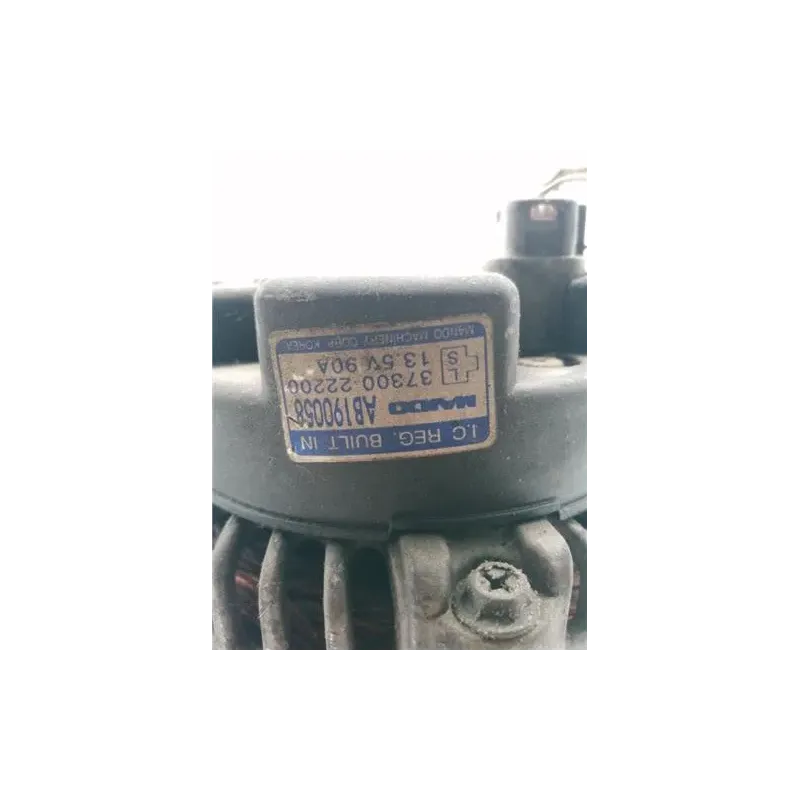 I.C REG. BUILT IN
MANDO AB190058
37300-22200
L S 13.5V 90A
MANDO MACHINERY CORP. KOREA